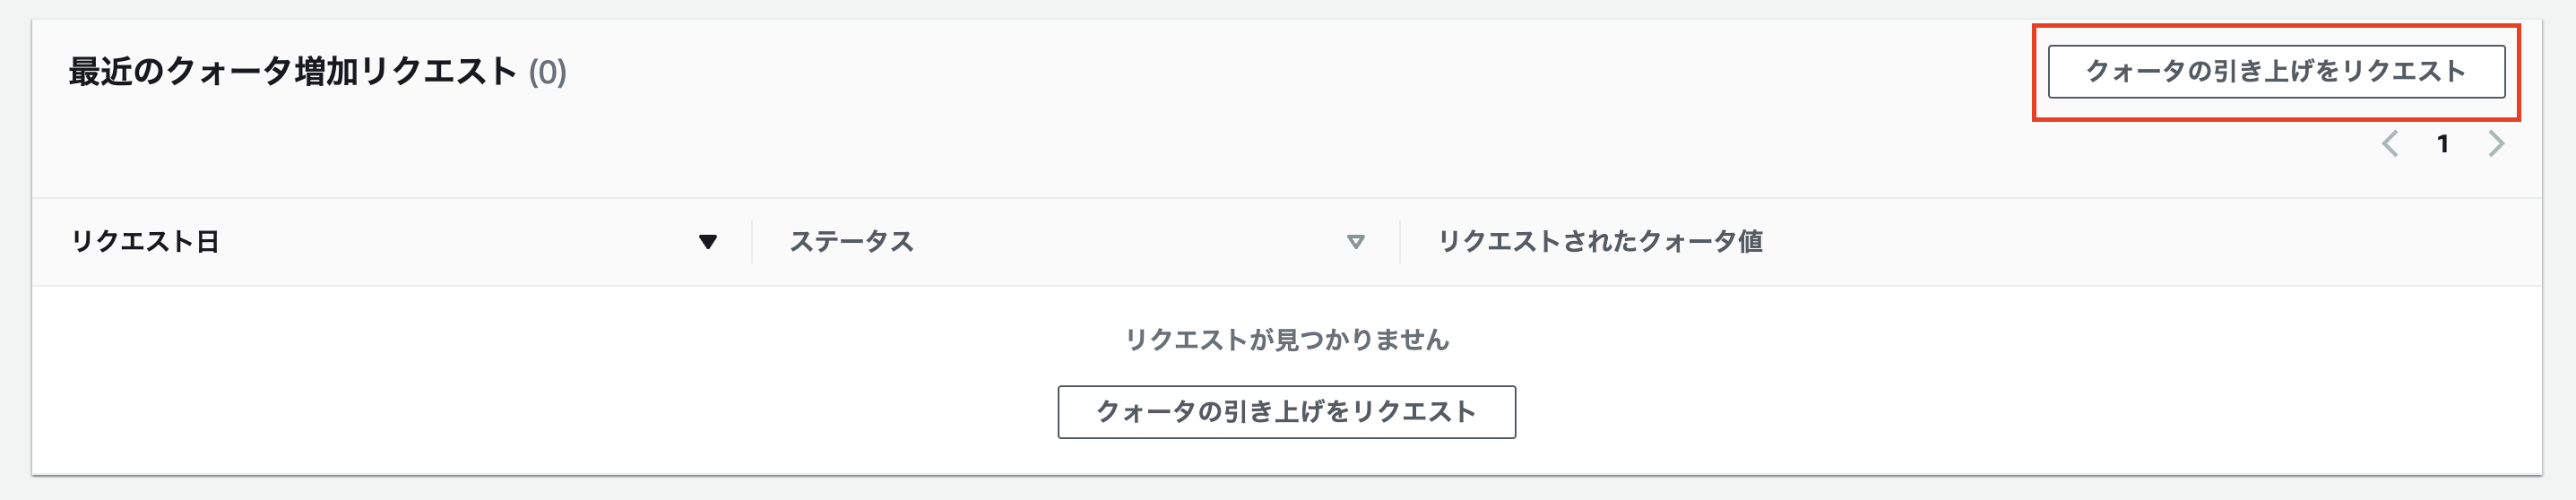 最近のクォータ増加リクエスト (0)
クォータの引き上げをリクエスト
1
リクエスト日
ステータス
リクエストされたクォータ値
リクエストが見つかりません
クォータの引き上げをリクエスト